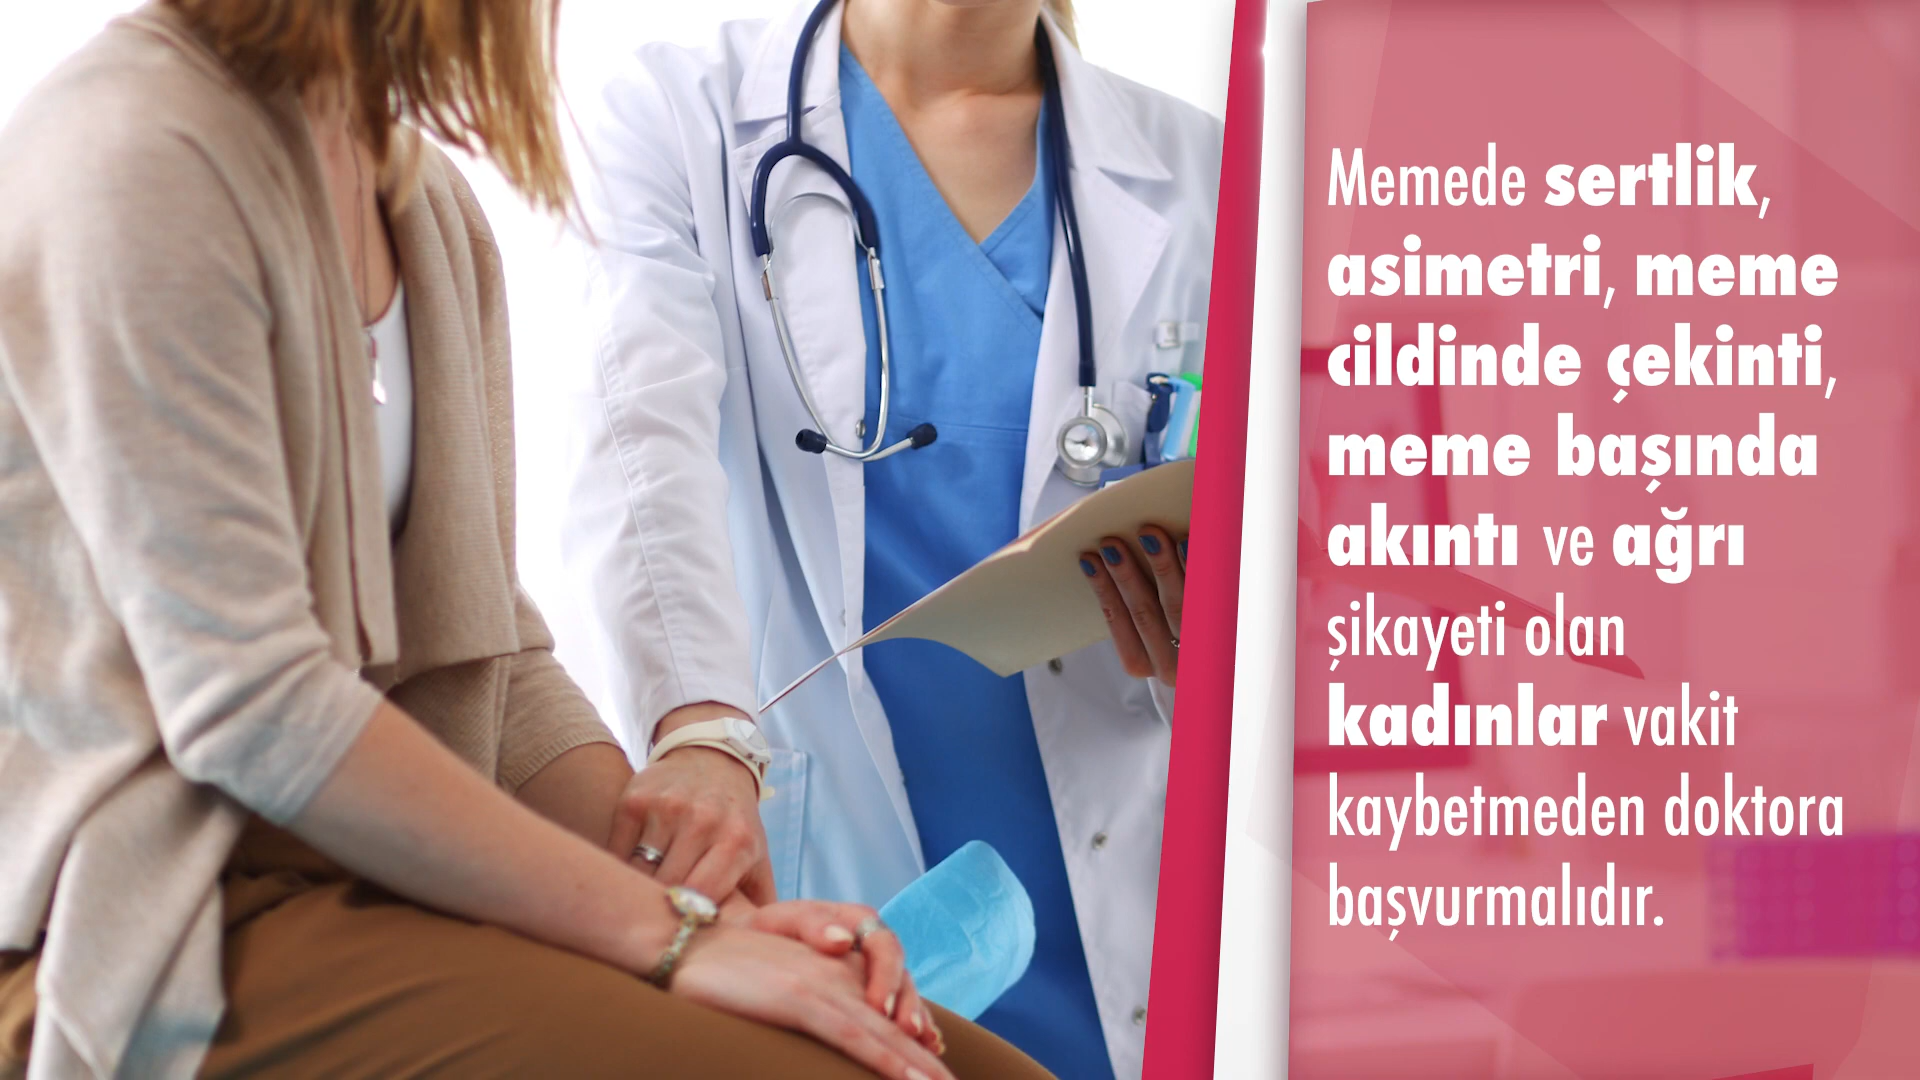 Memede sertlik,
asimetri, meme
cildinde çekinti,
meme başında
akıntı ve ağrı
şikayeti olan
kadınlar vakit
kaybetmeden doktora
başvurmalıdır.